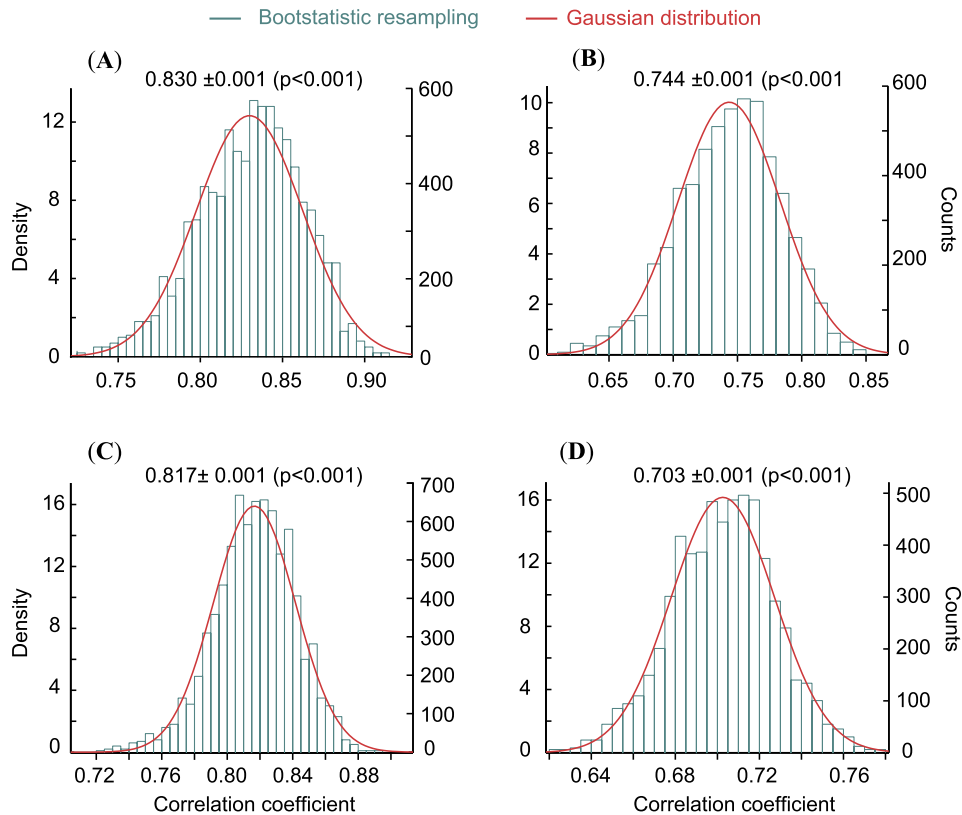 Bootstatistic resampling Gaussian distribution
(A)
0.830 ±0.001 (p<0.001)
Density
12
8
4
0
600
400
200
0
0.75 0.80 0.85 0.90
(B)
0.744 ±0.001 (p<0.001
10
8
6
4
2
0
600
400
200
0
Counts
0.65 0.70 0.75 0.80 0.85
(C)
0.817± 0.001 (p<0.001)
Density
16
12
8
4
0
700
600
500
400
300
200
100
0
0.72 0.76 0.80 0.84 0.88
Correlation coefficient
(D)
0.703 ±0.001 (p<0.001)
16
12
8
4
0
500
400
300
200
100
0
Counts
0.64 0.68 0.72 0.76
Correlation coefficient